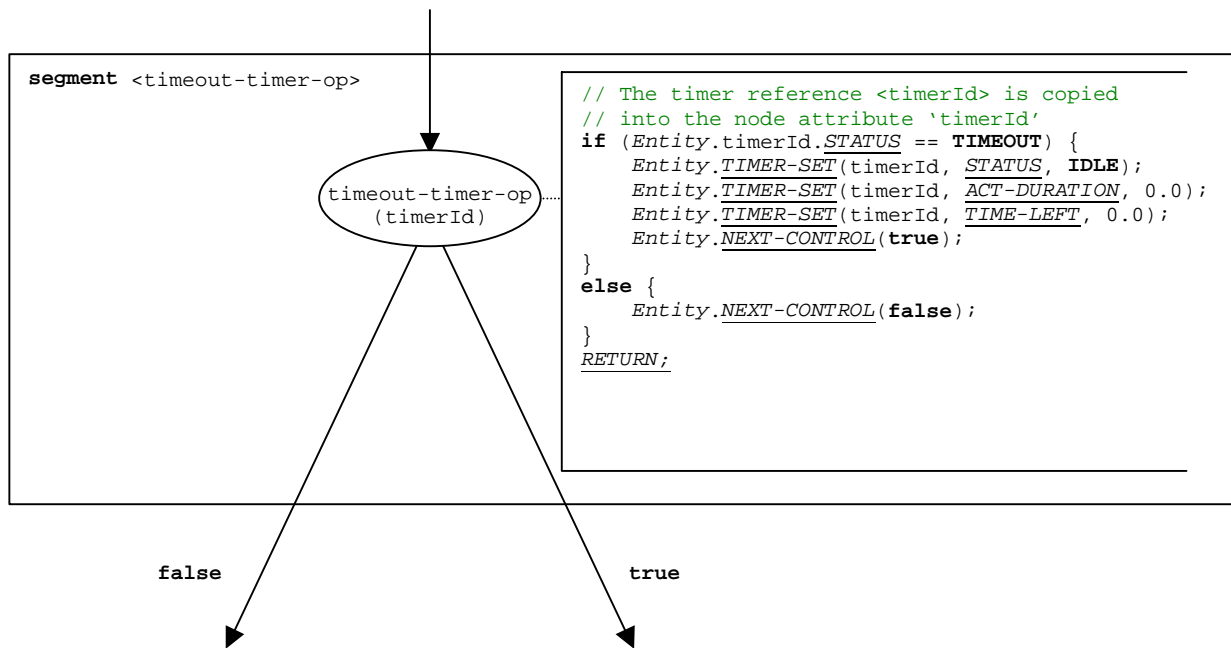 segment <timeout-timer-op>
// The timer reference <timerId> is copied
// into the node attribute ‘timerId’
if (Entity.timerId.STATUS == TIMEOUT) {
Entity.TIMER-SET(timerId, STATUS, IDLE);
Entity.TIMER-SET(timerId, ACT-DURATION, 0.0);
Entity.TIMER-SET(timerId, TIME-LEFT, 0.0);
Entity.NEXT-CONTROL(true);
}
else {
Entity.NEXT-CONTROL(false);
}
RETURN;
timeout-timer-op
(timerId)
false
true